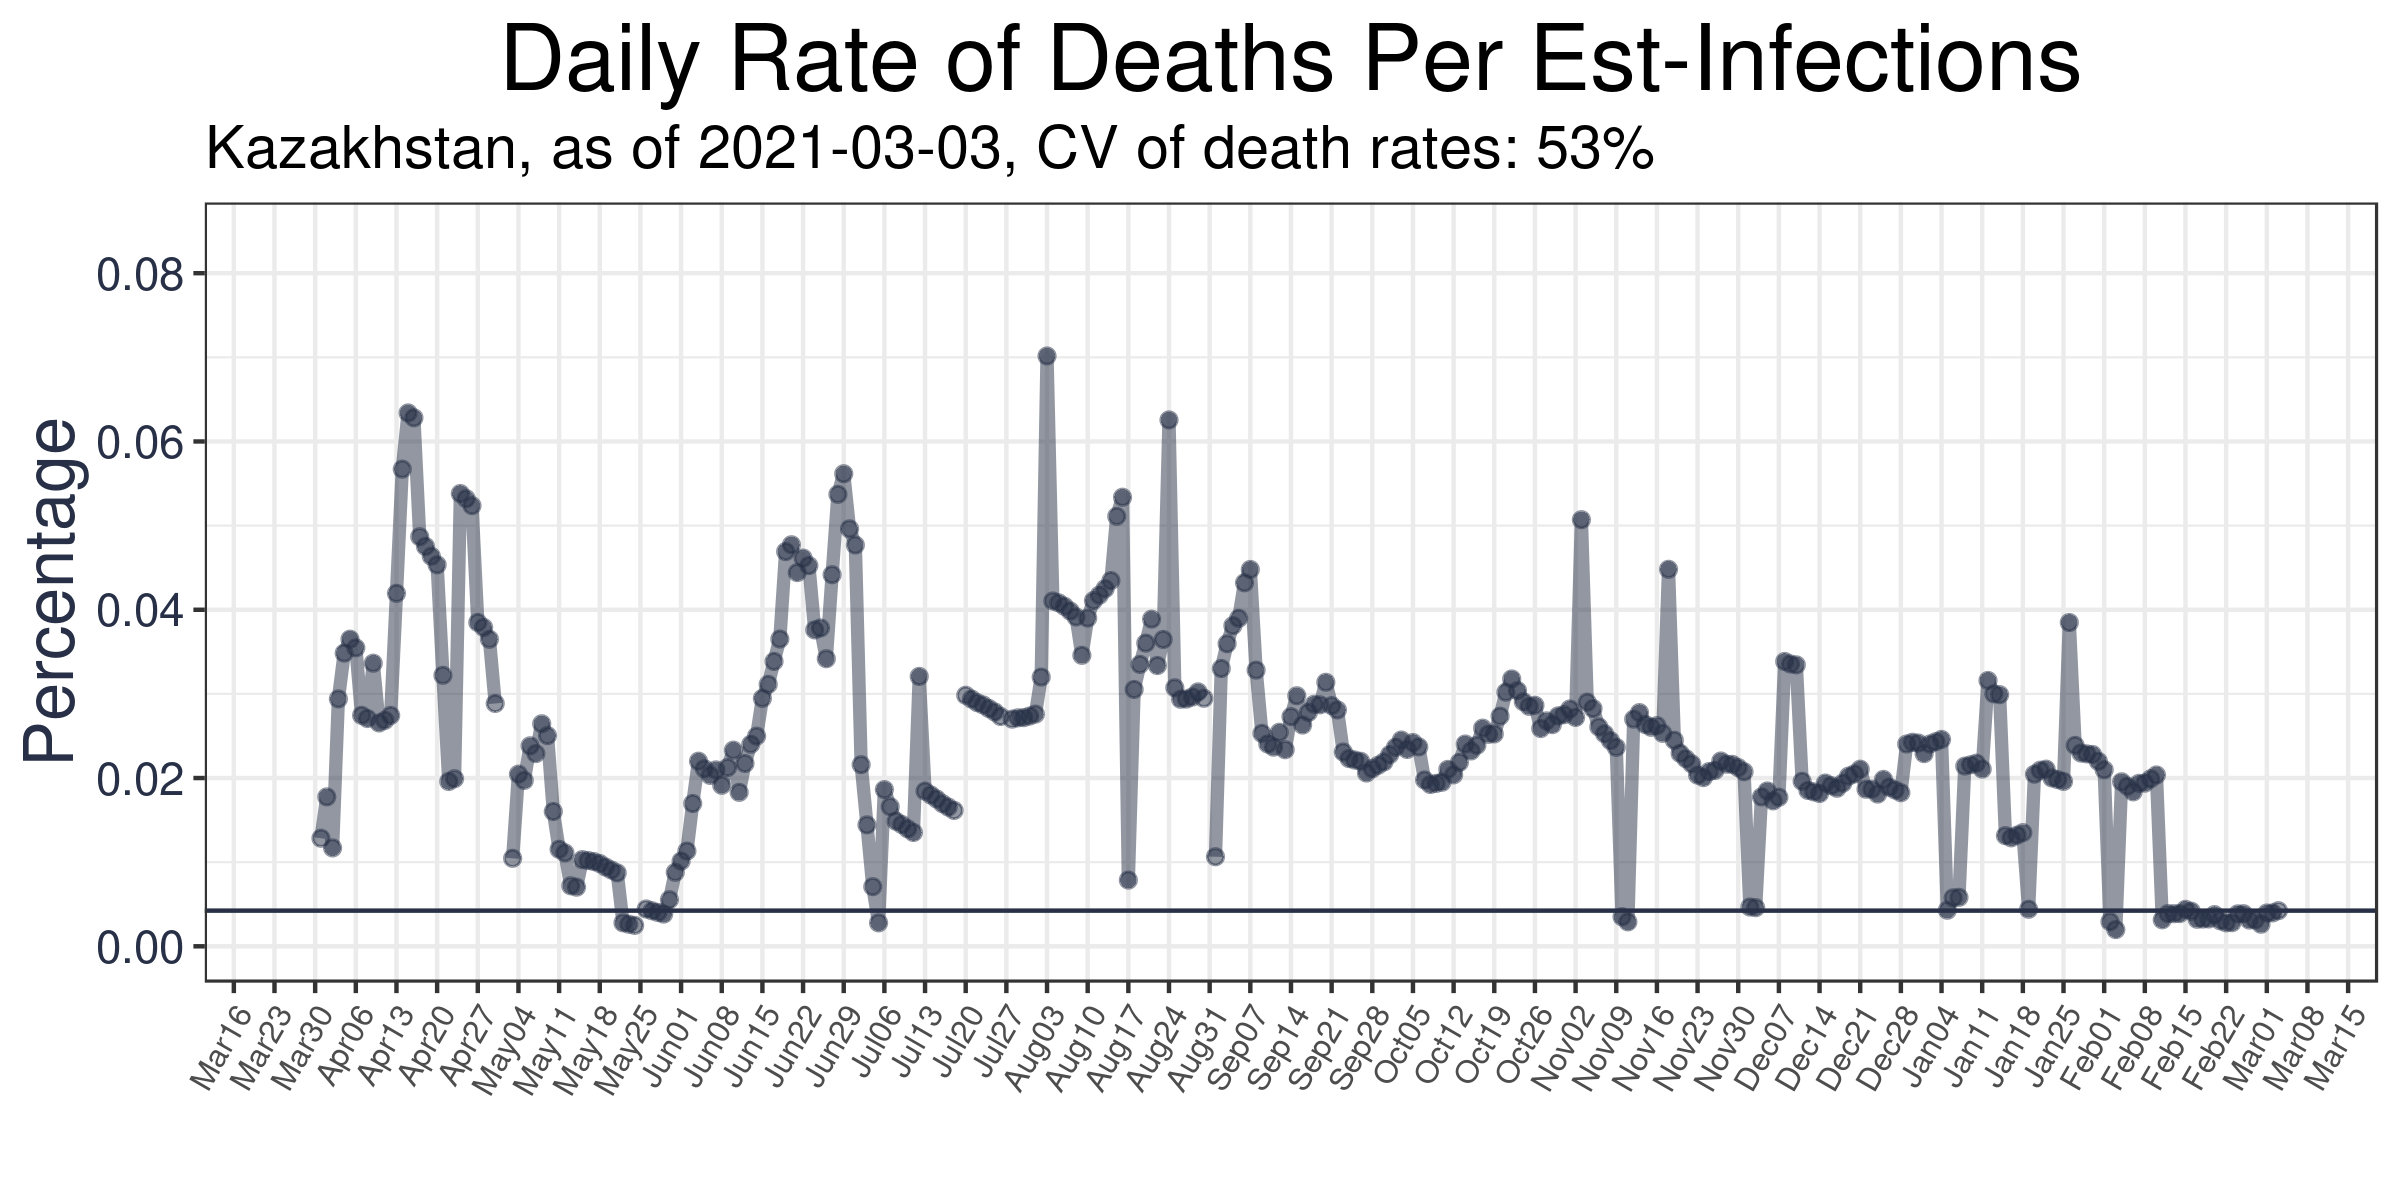 Daily Rate of Deaths Per Est-Infections
Kazakhstan, as of 2021-03-03, CV of death rates: 53%
Percentage
0.08
0.06
0.04
0.02
0.00
Mar16
Mar23
Mar30
Apr06
Apr13
Apr20
Apr27
May04
May11
May18
May25
Jun01
Jun08
Jun15
Jun22
Jun29
Jul06
Jul13
Jul20
Jul27
Aug03
Aug10
Aug17
Aug24
Aug31
Sep07
Sep14
Sep21
Sep28
Oct05
Oct12
Oct19
Oct26
Nov02
Nov09
Nov16
Nov23
Nov30
Dec07
Dec14
Dec21
Dec28
Jan04
Jan11
Jan18
Jan25
Feb01
Feb08
Feb15
Feb22
Mar01
Mar08
Mar15